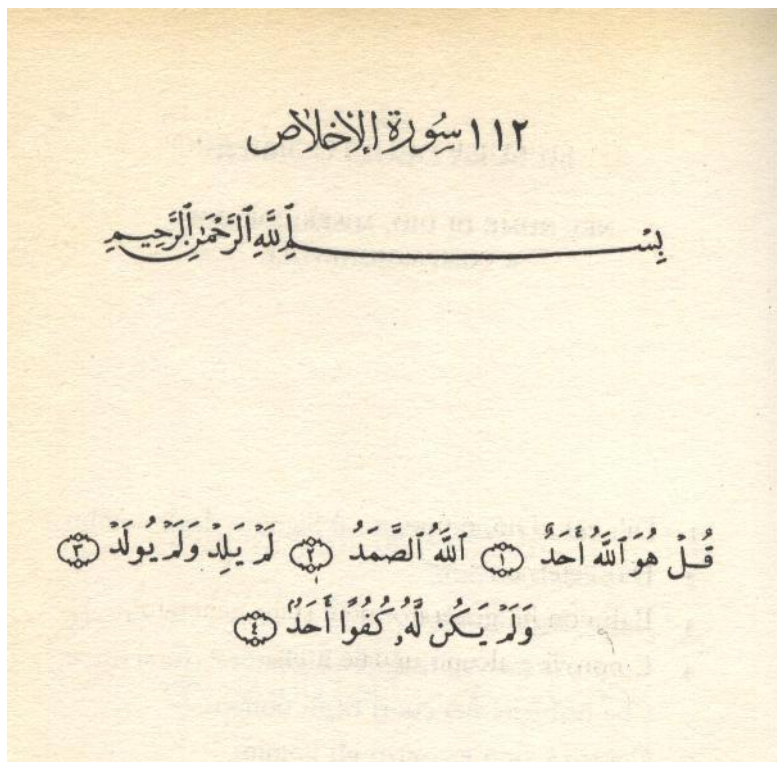 ١١٢ سُورَة الإخلاص
بِسْمِ ٱللَّهِ ٱلرَّحْمَٰنِ ٱلرَّحِيمِ
قُلْ هُوَ ٱللَّهُ أَحَدٌ ١ ٱللَّهُ ٱلصَّمَدُ ٢ لَمْ يَلِدْ وَلَمْ يُولَدْ ٣
وَلَمْ يَكُن لَّهُۥ كُفُوًا أَحَدٌۢ ٤